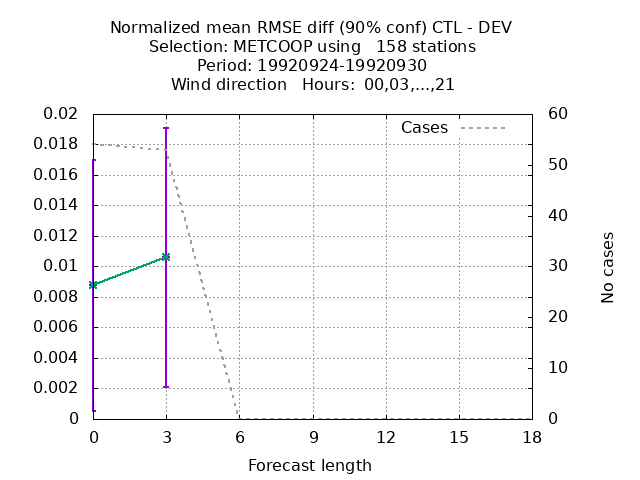 Normalized mean RMSE diff (90% conf) CTL - DEV
Selection: METCOOP using   158 stations
Period: 19920924-19920930
Wind direction   Hours:  00,03,...,21
0.02
0.018
0.016
0.014
0.012
0.01
0.008
0.006
0.004
0.002
0
Cases
60
50
40
30
20
10
0
No cases
0 3 6 9 12 15 18
Forecast length